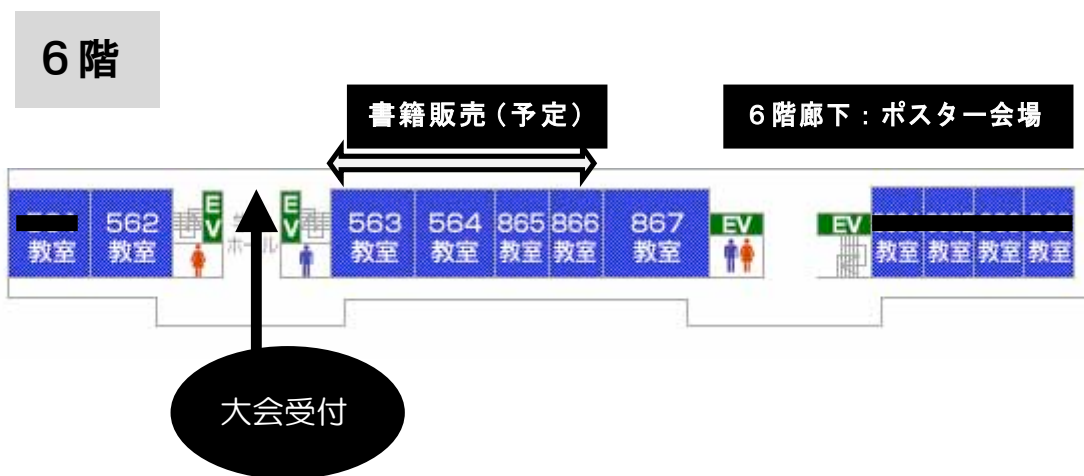 6階
書籍販売(予定)
6階廊下:ポスター会場
教室
562
教室
EV
ホール
EV
563
教室
564
教室
865
教室
866
教室
867
教室
EV
EV
教室
教室
教室
教室
大会受付